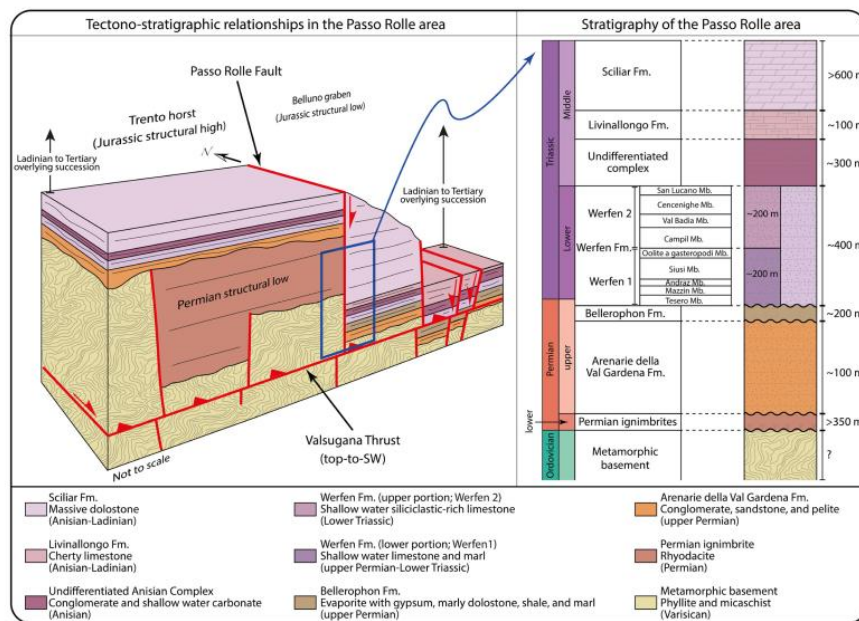 Tectono-stratigraphic relationships in the Passo Rolle area
Passo Rolle Fault
Trento horst
(Jurassic structural high)
Belluno graben
(Jurassic structural low)
N
Ladinian to Tertiary
overlying succession
Ladinian to Tertiary
overlying succession
Permian structural low
Valsugana Thrust
(top-to-SW)
Not to scale
Stratigraphy of the Passo Rolle area
Triassic
Middle
Sciliar Fm.
>600 m
Livinallongo Fm.
~100 m
Undifferentiated
complex
~300 m
Lower
Werfen 2
Werfen Fm.
Werfen 1
San Lucano Mb.
Cencenighe Mb.
Val Badia Mb.
Campil Mb.
Oolite a gasteropodi Mb.
Siusi Mb.
Andraz Mb.
Mazzin Mb.
Tesero Mb.
~200 m
~200 m
~400 m
Permian
upper
Bellerophon Fm.
~200 m
Arenarie della
Val Gardena Fm.
~100 m
lower
Permian ignimbrites
>350 m
Ordovician
Metamorphic
basement
?
Sciliar Fm.
Massive dolostone
(Anisian-Ladinian)
Livinallongo Fm.
Cherty limestone
(Anisian-Ladinian)
Undifferentiated Anisian Complex
Conglomerate and shallow water carbonate
(Anisian)
Werfen Fm. (upper portion; Werfen 2)
Shallow water siliciclastic-rich limestone
(Lower Triassic)
Werfen Fm. (lower portion; Werfen1)
Shallow water limestone and marl
(upper Permian-Lower Triassic)
Bellerophon Fm.
Evaporite with gypsum, marly dolostone, shale, and marl
(upper Permian)
Arenarie della Val Gardena Fm.
Conglomerate, sandstone, and pelite
(upper Permian)
Permian ignimbrite
Rhyodacite
(Permian)
Metamorphic basement
Phyllite and micaschist
(Varisican)